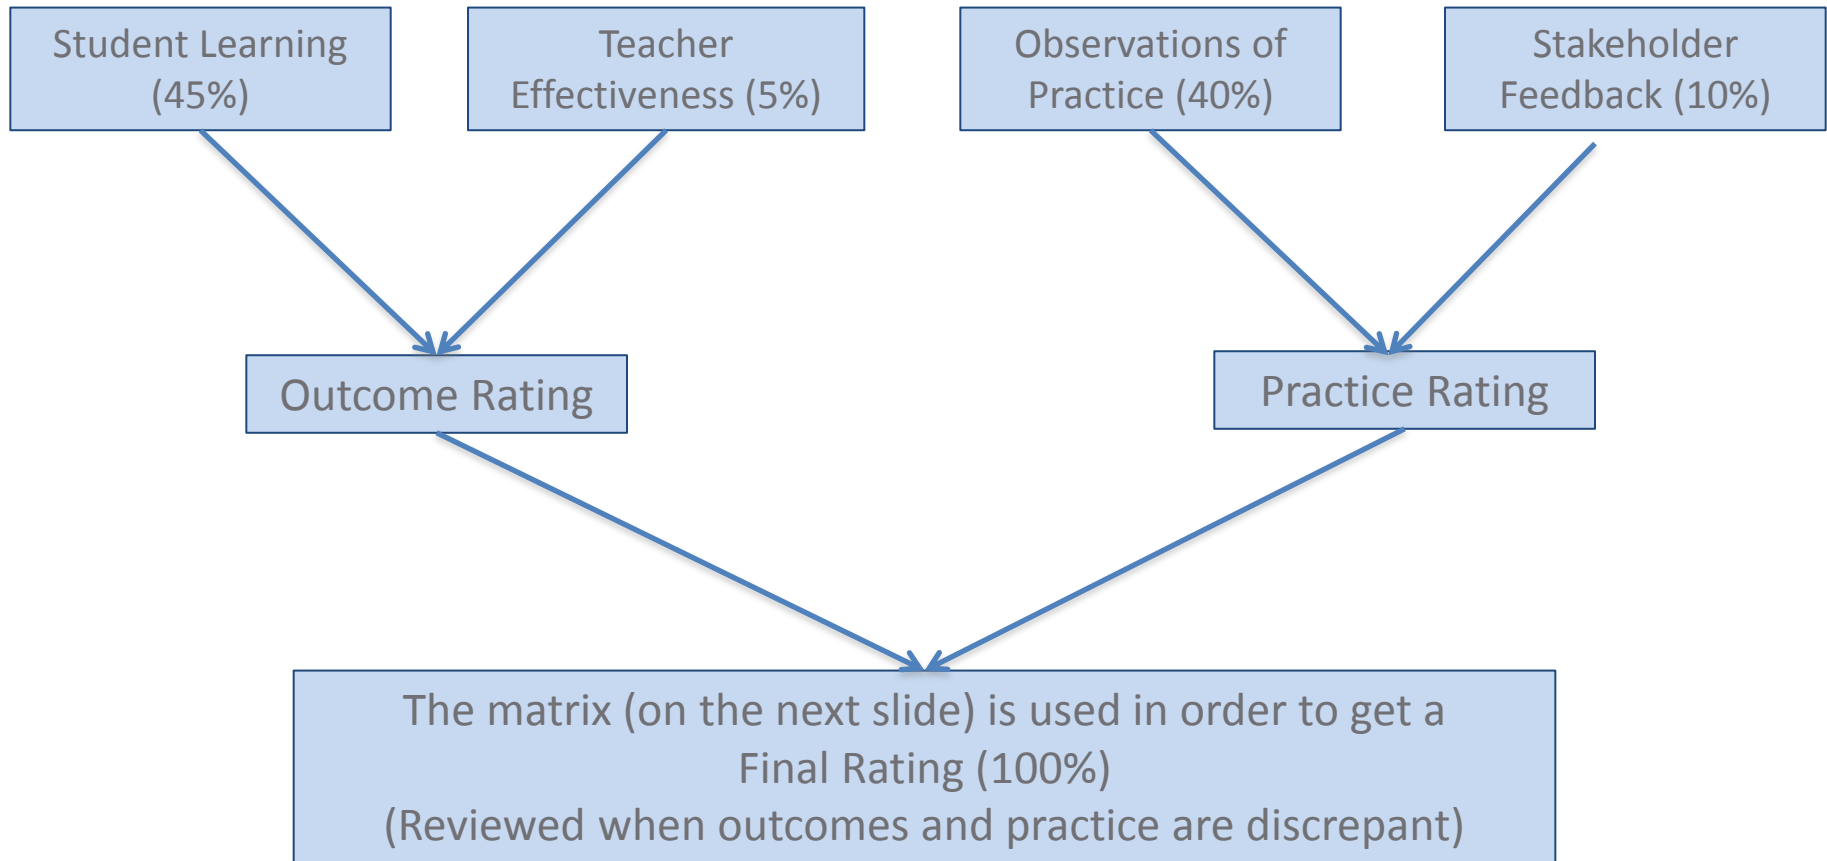 Student Learning
(45%)
Teacher
Effectiveness (5%)
Observations of
Practice (40%)
Stakeholder
Feedback (10%)
Outcome Rating
Practice Rating
The matrix (on the next slide) is used in order to get a
Final Rating (100%)
(Reviewed when outcomes and practice are discrepant)